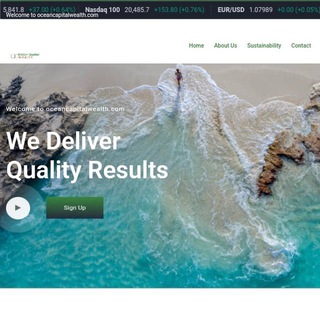 5,841.8 +37.00 (+0.64%) Nasdaq 100 20,485.7 +153.80 (+0.76%) EUR/USD 1.07989 +0.00 (+0.05%)
Welcome to oceancapitalwealth.com
Home About Us Sustainability Contact
Welcome to oceancapitalwealth.com
We Deliver
Quality Results
Sign Up